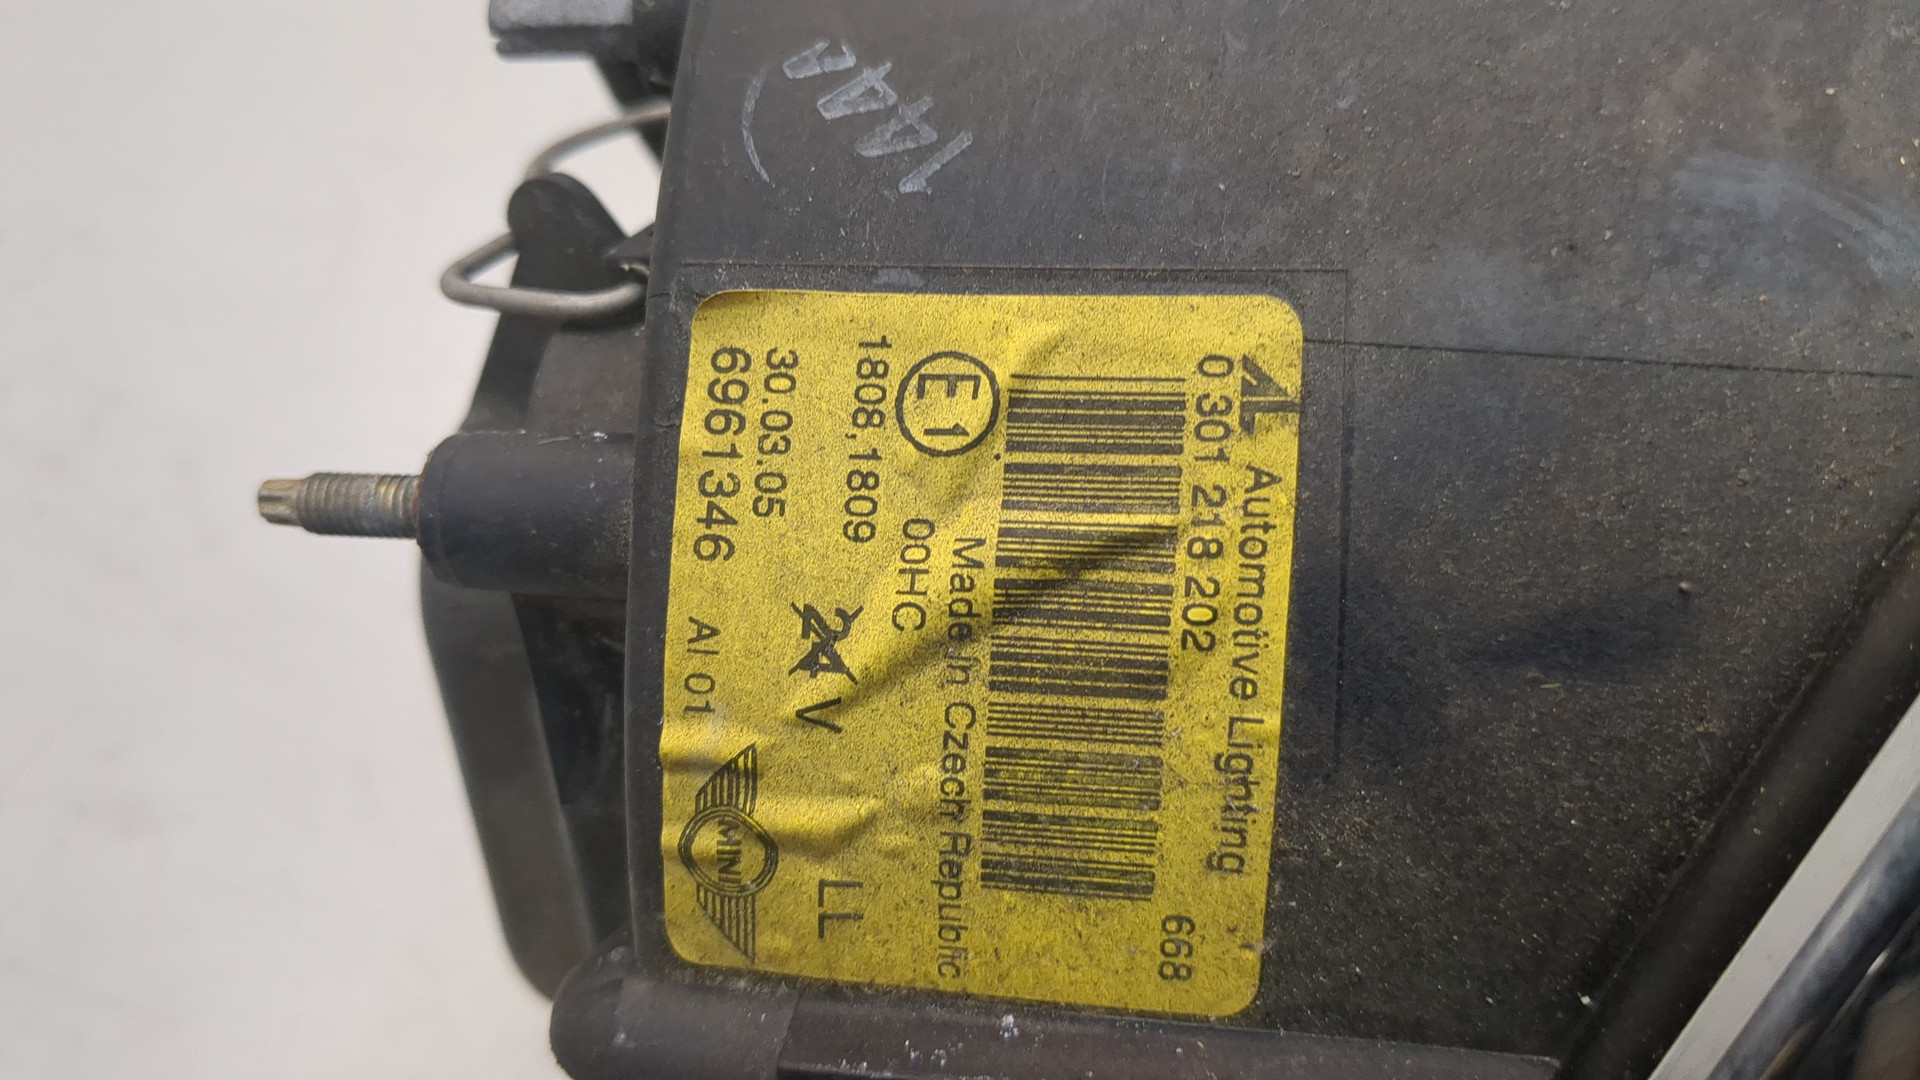 Automotive Lighting
0 301 218 202
668
Made in Czech Republic
E1
00HC
1808,1809
LL
24 V
30.03.05
6961346
AI 01
MINI